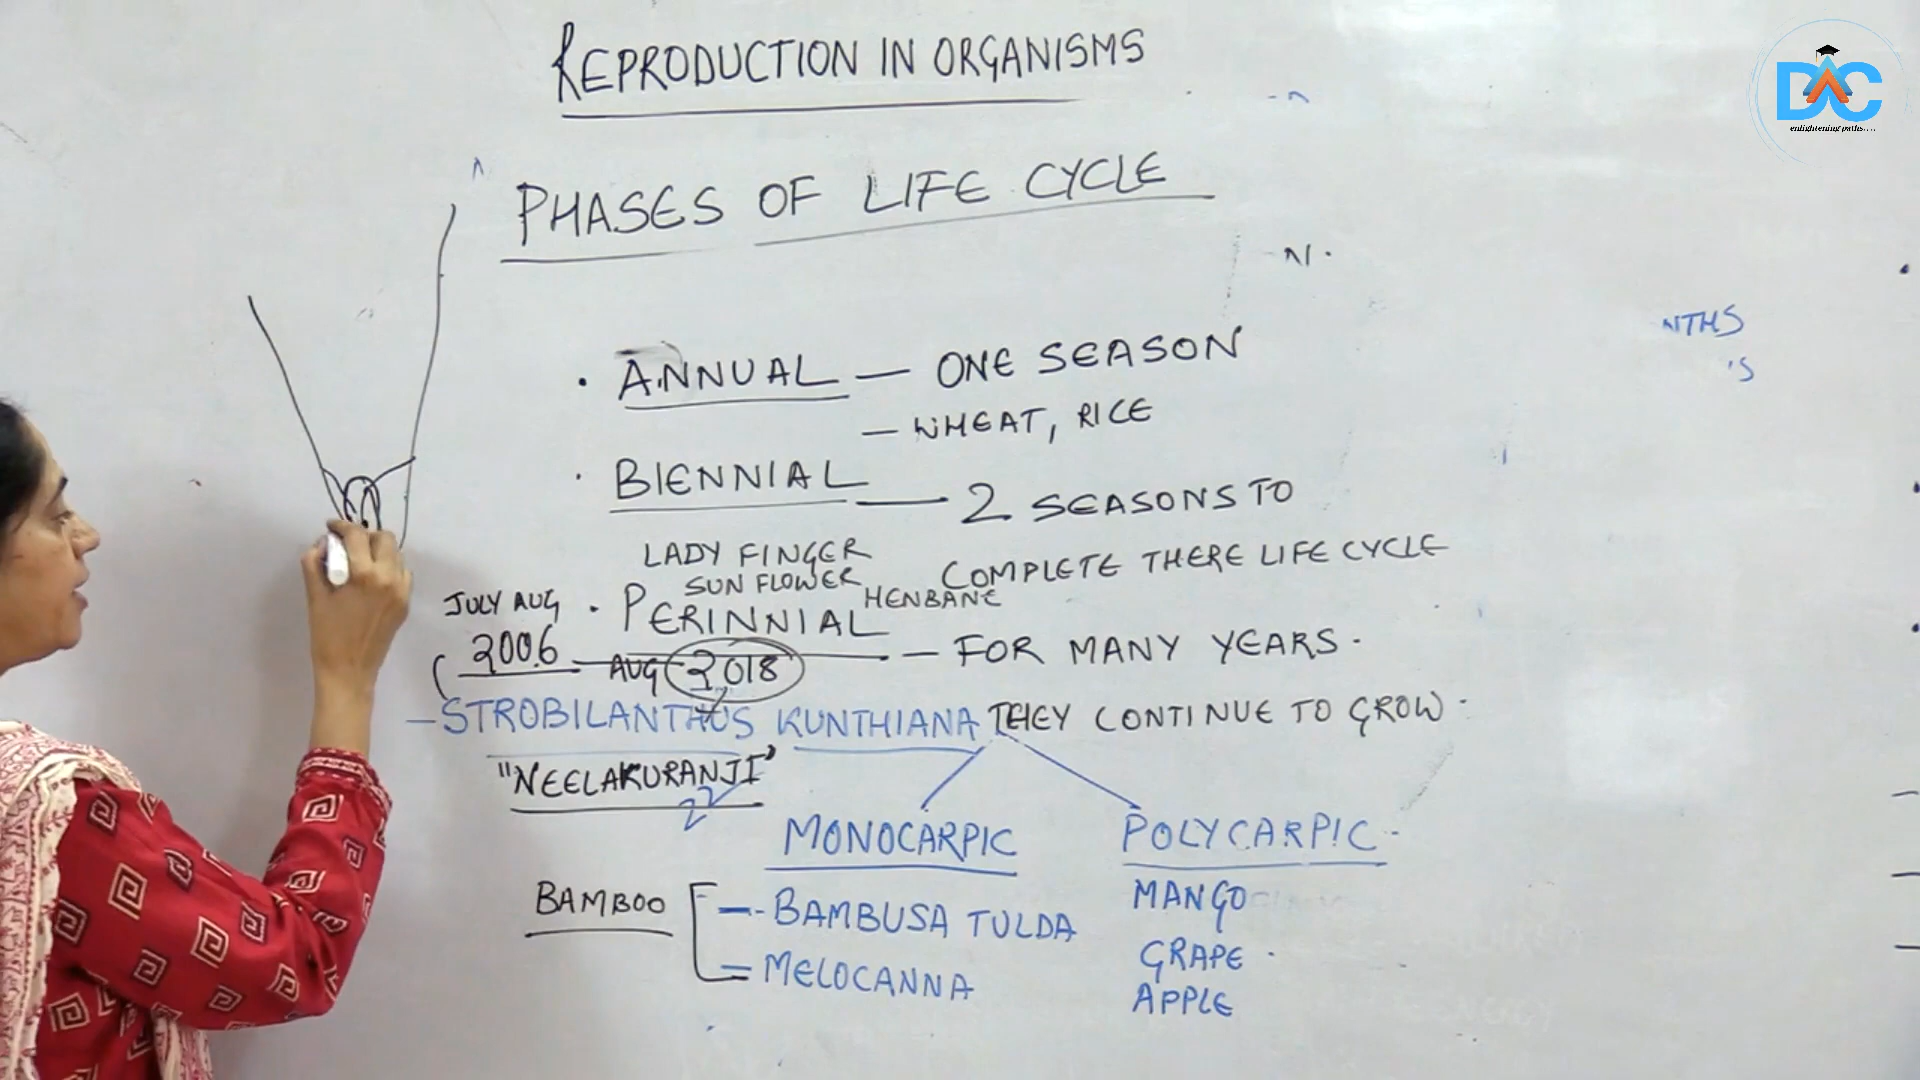 REPRODUCTION IN ORGANISMS
DAC
enlightening paths....
PHASES OF LIFE CYCLE
NTHS
'S
• ANNUAL — ONE SEASON
— WHEAT, RICE
• BIENNIAL — 2 SEASONS TO
COMPLETE THERE LIFE CYCLE
LADY FINGER
SUN FLOWER
HENBANE
• PERINNIAL — FOR MANY YEARS.
JULY AUG
2006 — AUG 2018
— STROBILANTHUS KUNTHIANA THEY CONTINUE TO GROW.
"NEELAKURANJI"
MONOCARPIC
POLYCARPIC.
BAMBOO
— BAMBUSA TULDA
= MELOCANNA
MANGO
GRAPE.
APPLE